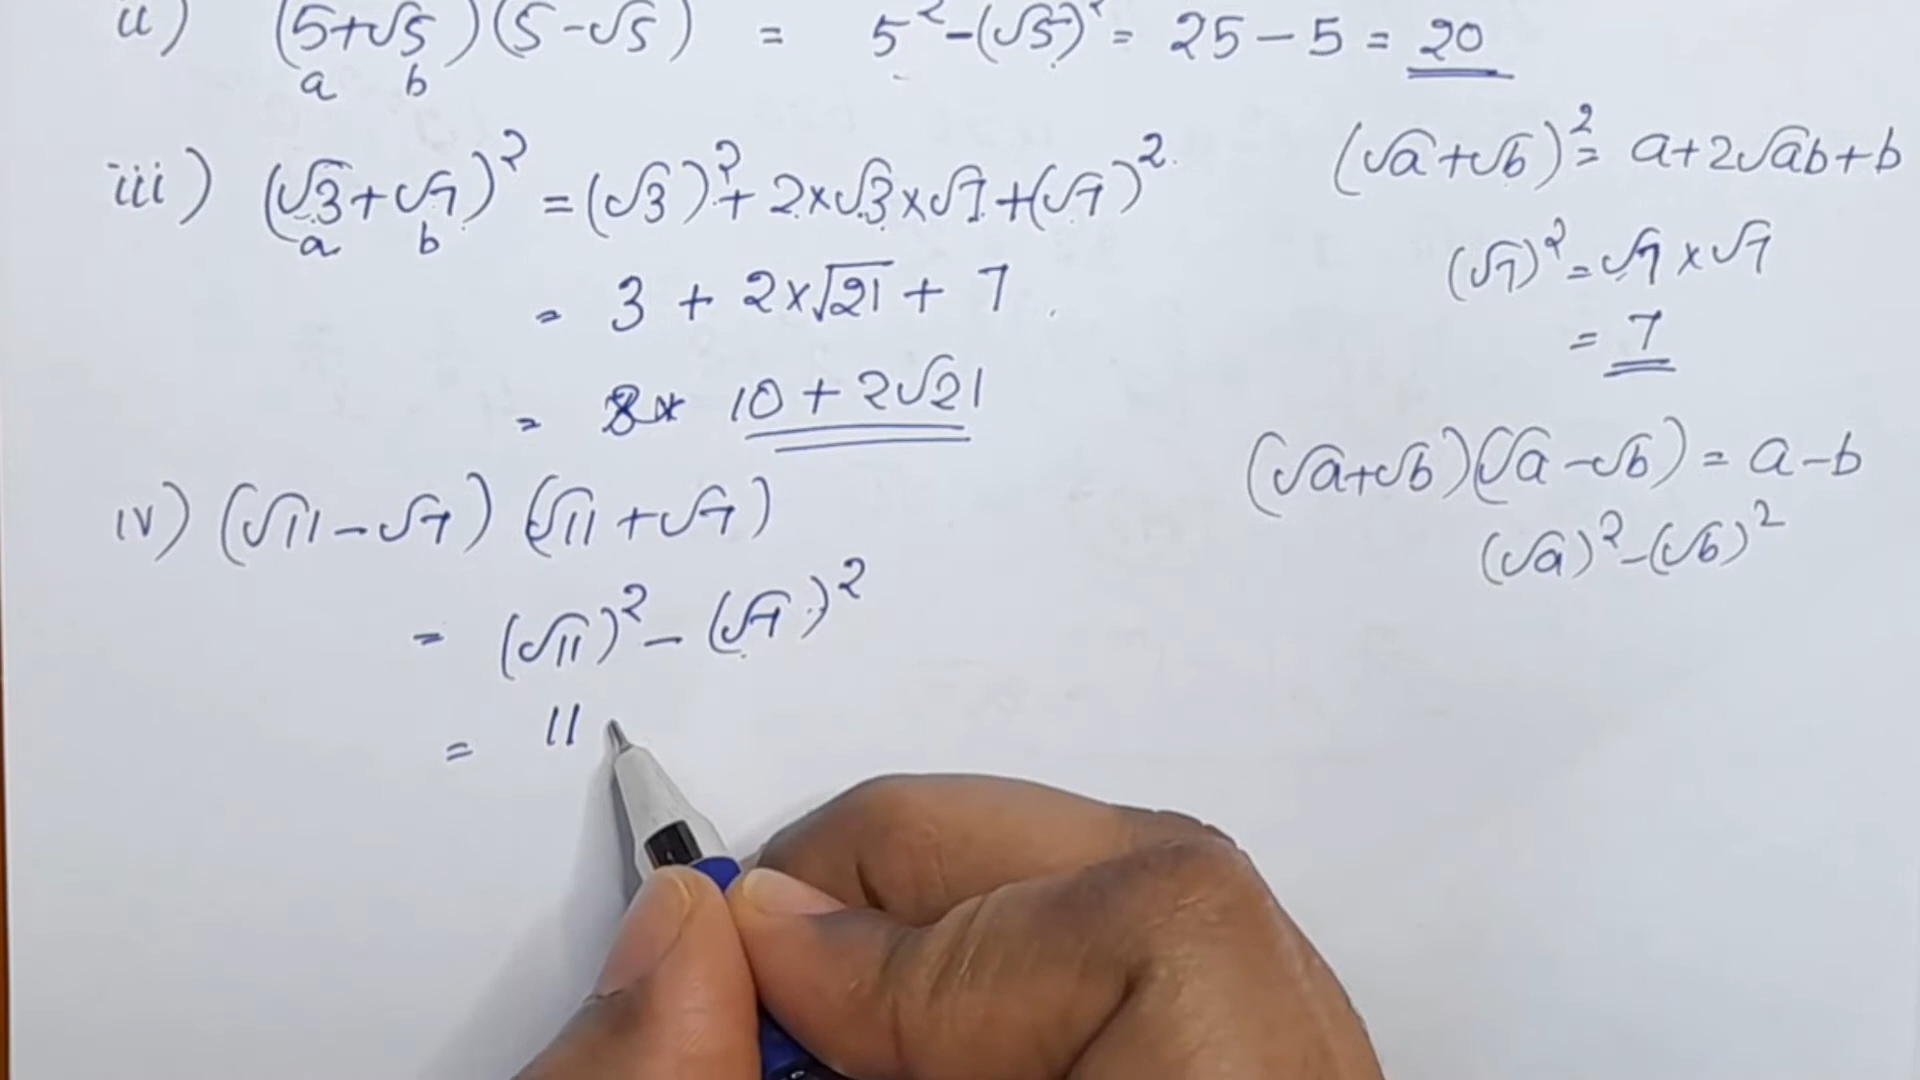 ii) (5+√5)(5-√5) = 5²-(√5)² = 25-5 = 20
a b
iii) (√3+√7)² = (√3)²+2×√3×√7+(√7)²
a b
= 3 + 2×√21 + 7
= 10+2√21
iv) (√11-√7) (√11+√7)
= (√11)² - (√7)²
= 11
(√a+√b)² = a+2√ab+b
(√7)² = √7×√7
= 7
(√a+√b)(√a-√b) = a-b
(√a)²-(√b)²